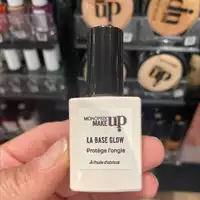 MONOPRIX
MAKE up
LA BASE GLOW
Protège l'ongle
À l'huile d'abricot